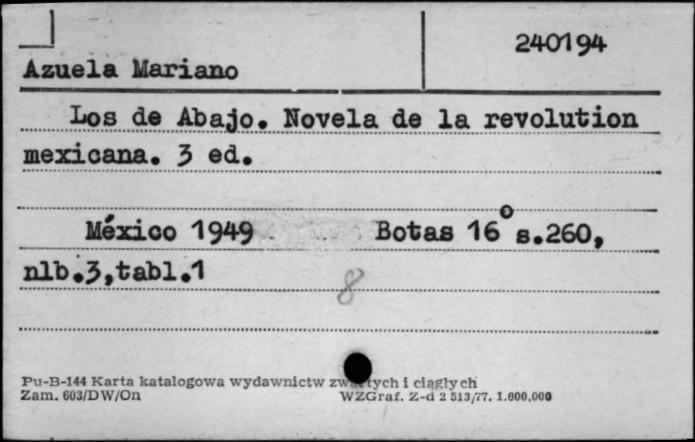 240194
Azuela Mariano
Los de Abajo. Novela de la revolution
mexicana. 3 ed.
México 1949 Botas 16° s.260,
nlb.3,tabl.1
8
Pu-B-144 Karta katalogowa wydawnictw zwartych i ciągłych
Zam. 603/DW/On WZGraf. Z-d 2 513/77. 1.600.000